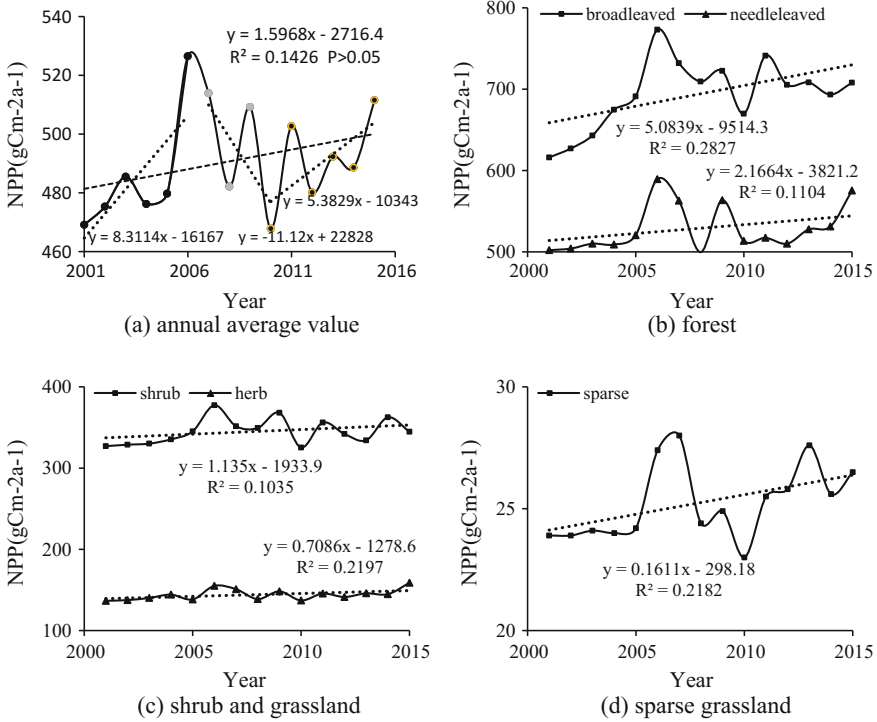 540
520
500
480
460
2001
2006
2011
2016
NPP(gCm-2a-1)
Year
y = 1.5968x - 2716.4
R² = 0.1426 P>0.05
y = 5.3829x - 10343
y = 8.3114x - 16167
y = -11.12x + 22828
(a) annual average value
800
700
600
500
2000
2005
2010
2015
NPP(gCm-2a-1)
Year
broadleaved
needleleaved
y = 5.0839x - 9514.3
R² = 0.2827
y = 2.1664x - 3821.2
R² = 0.1104
(b) forest
400
300
200
100
2000
2005
2010
2015
NPP(gCm-2a-1)
Year
shrub
herb
y = 1.135x - 1933.9
R² = 0.1035
y = 0.7086x - 1278.6
R² = 0.2197
(c) shrub and grassland
30
25
20
2000
2005
2010
2015
NPP(gCm-2a-1)
Year
sparse
y = 0.1611x - 298.18
R² = 0.2182
(d) sparse grassland